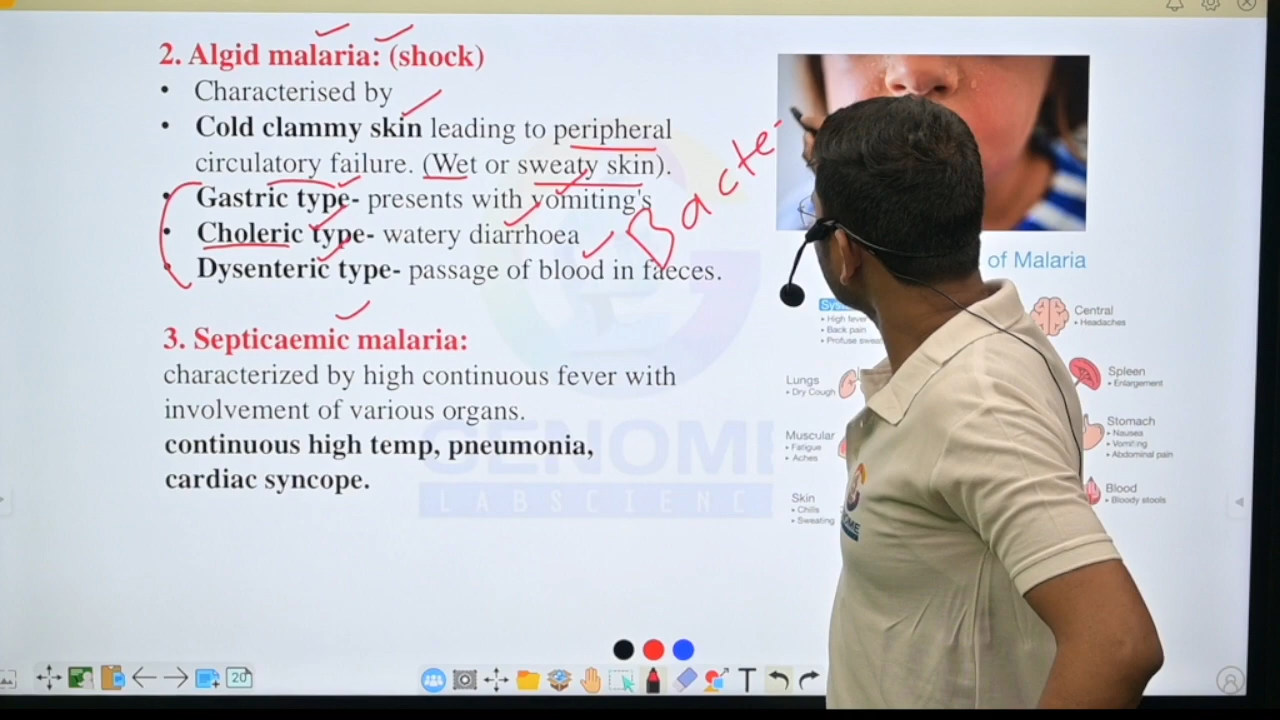 2. Algid malaria: (shock)
• Characterised by
• Cold clammy skin leading to peripheral
circulatory failure. (Wet or sweaty skin).
• Gastric type- presents with vomiting's
• Choleric type- watery diarrhoea
• Dysenteric type- passage of blood in faeces.
Bacte-
3. Septicaemic malaria:
characterized by high continuous fever with
involvement of various organs.
continuous high temp, pneumonia,
cardiac syncope.
GENOME
LABSCIENC
of Malaria
Central
• Headaches
• High fever
• Back pain
• Profuse sweat
Lungs
• Dry Cough
Spleen
• Enlargement
Muscular
• Fatigue
• Aches
Stomach
• Nausea
• Vomiting
• Abdominal pain
Skin
• Chills
• Sweating
Blood
• Bloody stools
20
T